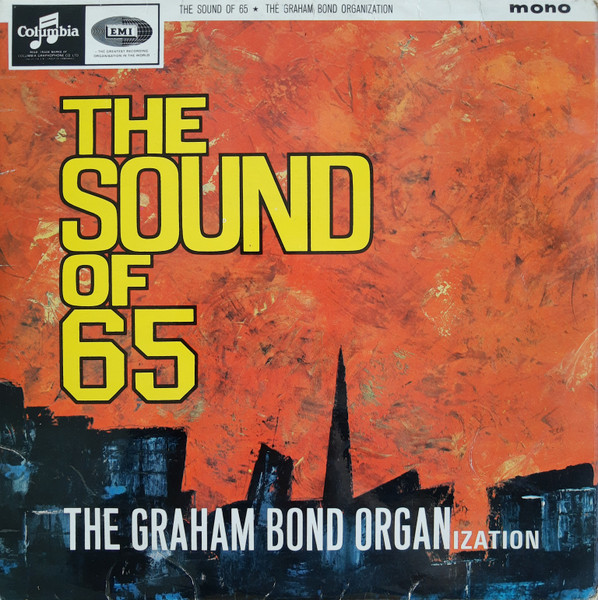 THE SOUND OF 65 ★ THE GRAHAM BOND ORGANIZATION
mono
Columbia
EMI
THE GREATEST RECORDING
ORGANISATION IN THE WORLD
THE
SOUND
OF
65
THE GRAHAM BOND ORGANIZATION